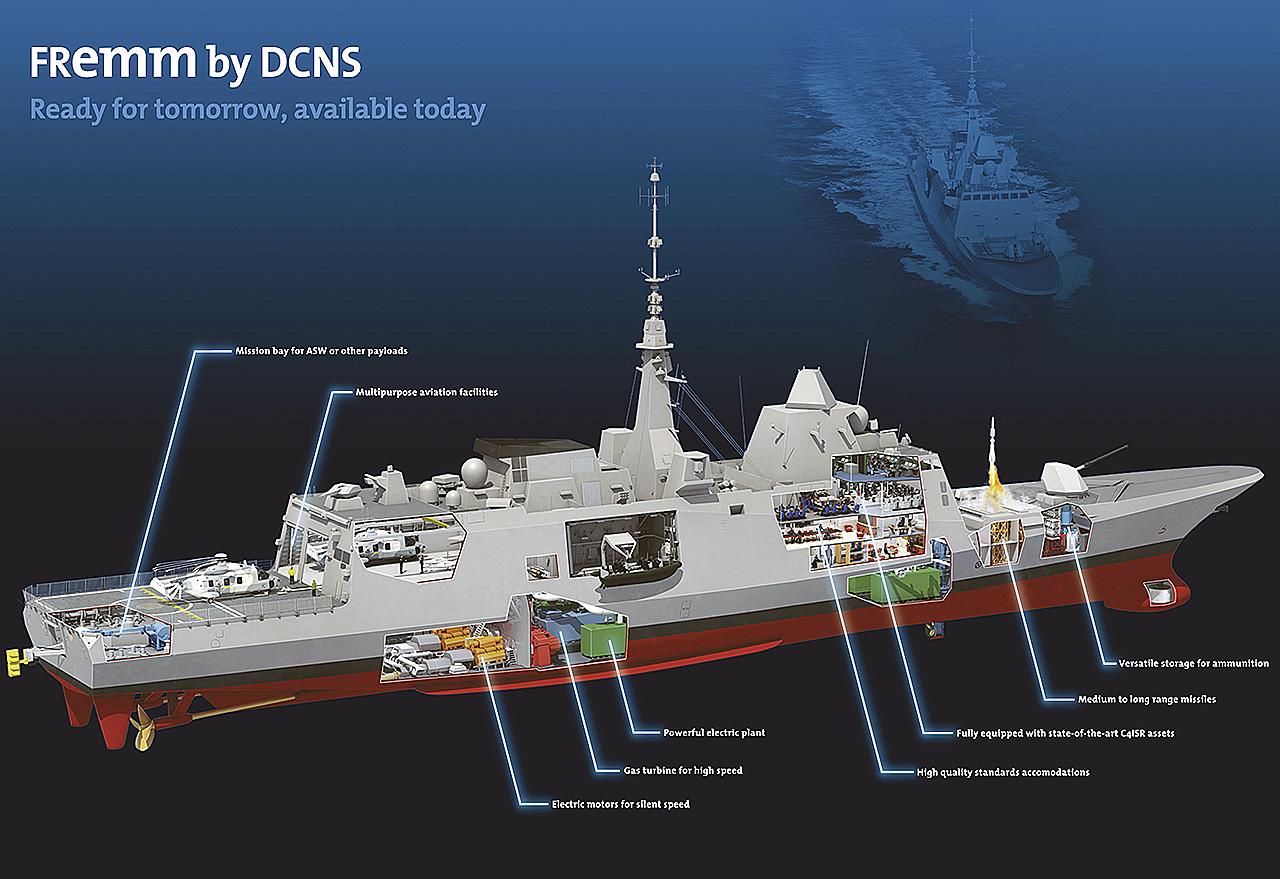 FRemm by DCNS
Ready for tomorrow, available today
Mission bay for ASW or other payloads
Multipurpose aviation facilities
Versatile storage for ammunition
Medium to long range missiles
Fully equipped with state-of-the-art C4ISR assets
Powerful electric plant
Gas turbine for high speed
High quality standards accomodations
Electric motors for silent speed